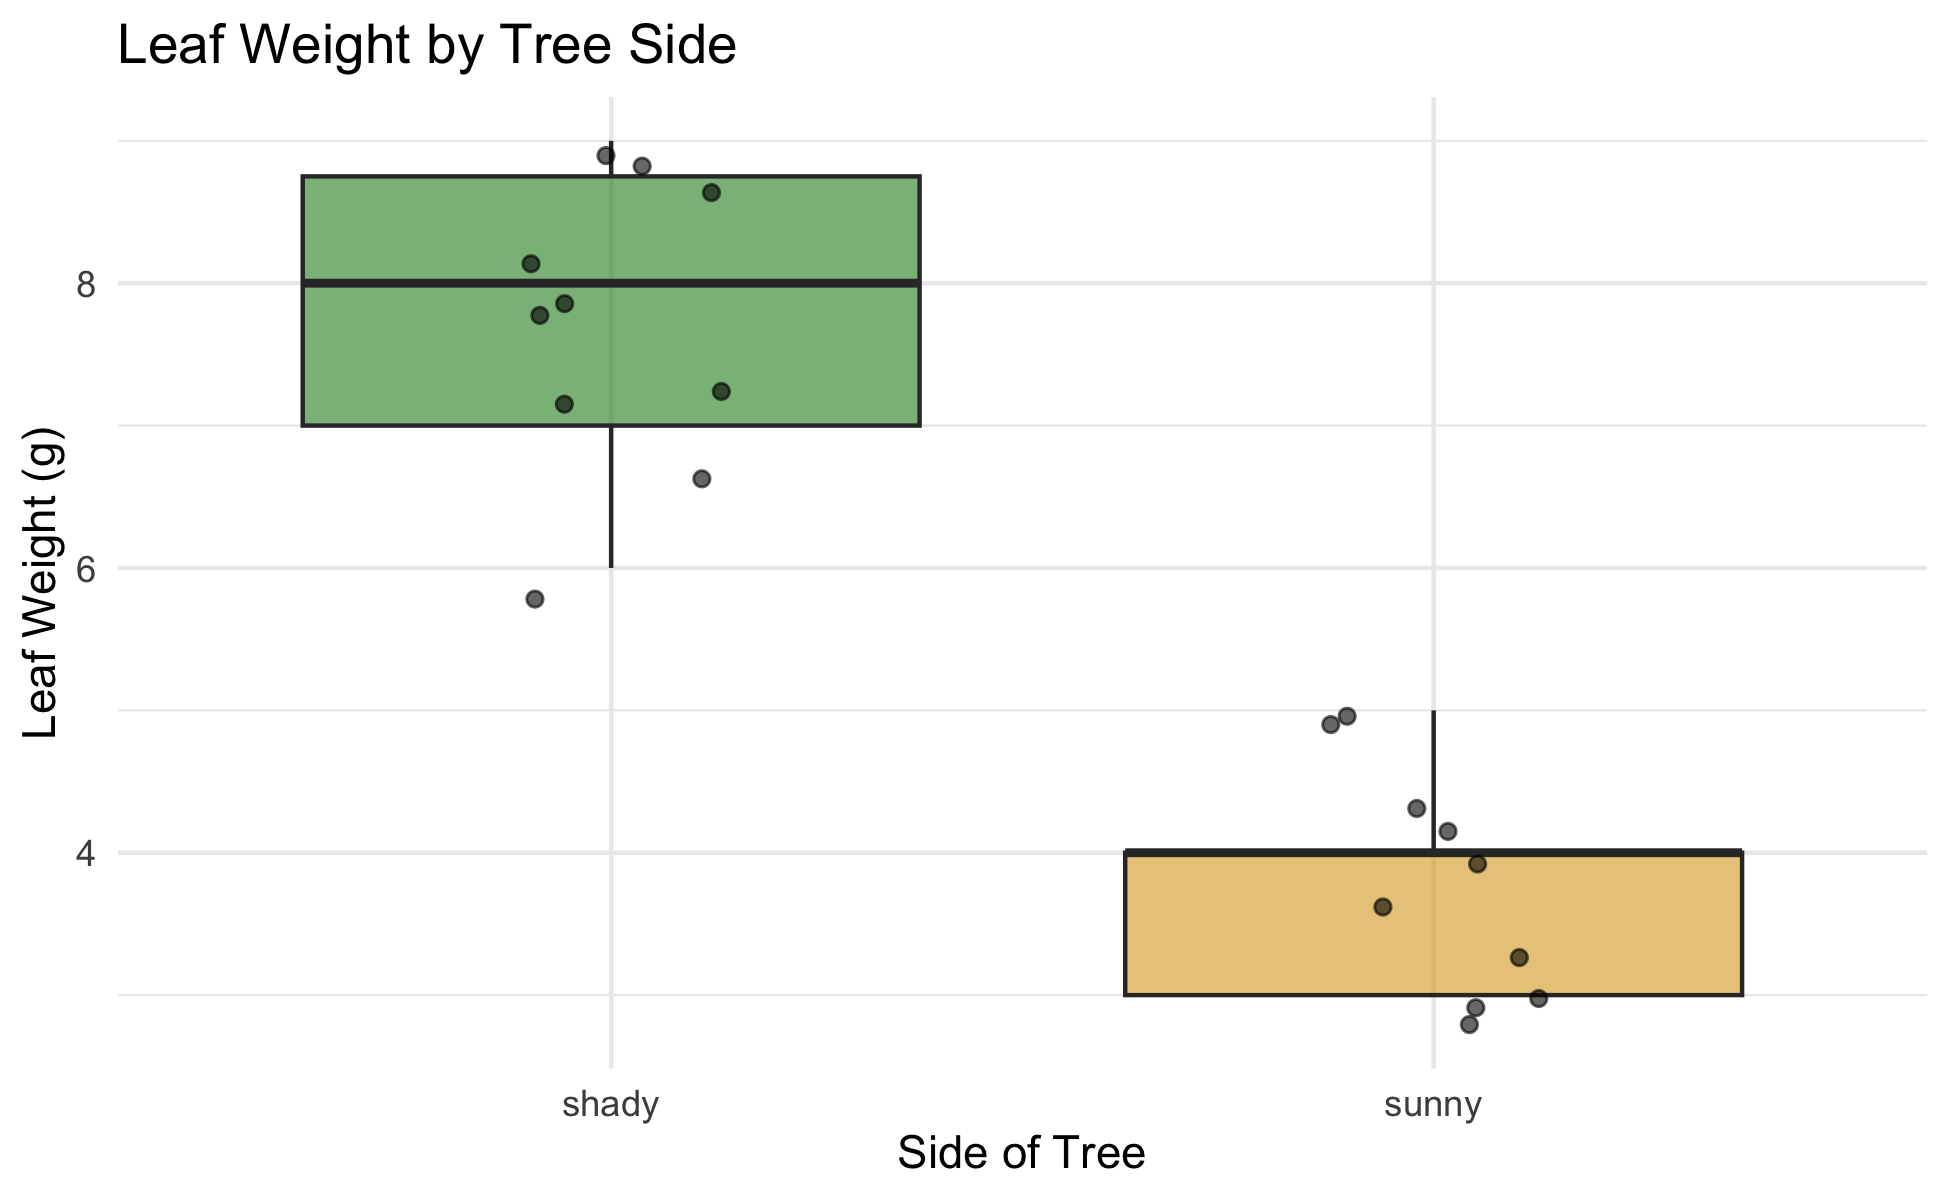 Leaf Weight by Tree Side
Leaf Weight (g)
8
6
4
shady
sunny
Side of Tree